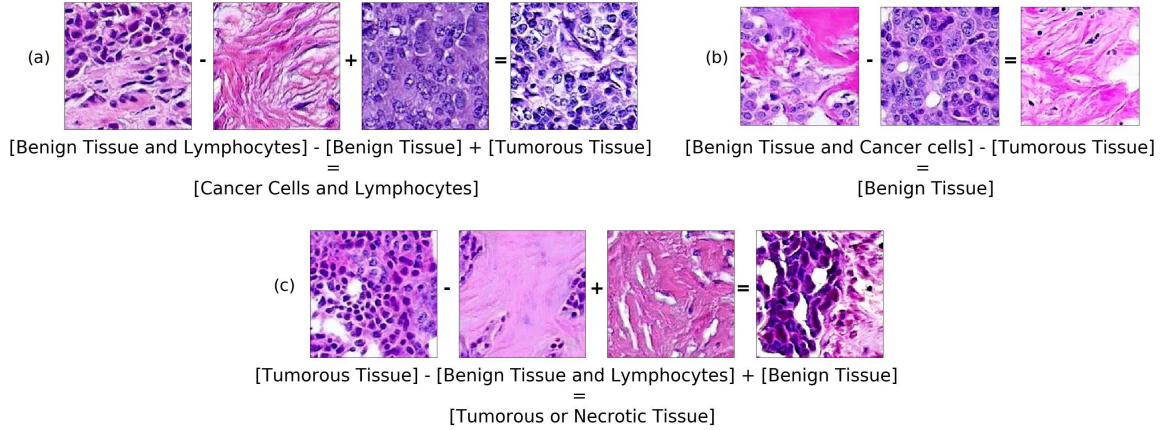 (a) - + =
[Benign Tissue and Lymphocytes] - [Benign Tissue] + [Tumorous Tissue]
=
[Cancer Cells and Lymphocytes]
(b) - =
[Benign Tissue and Cancer cells] - [Tumorous Tissue]
=
[Benign Tissue]
(c) - + =
[Tumorous Tissue] - [Benign Tissue and Lymphocytes] + [Benign Tissue]
=
[Tumorous or Necrotic Tissue]